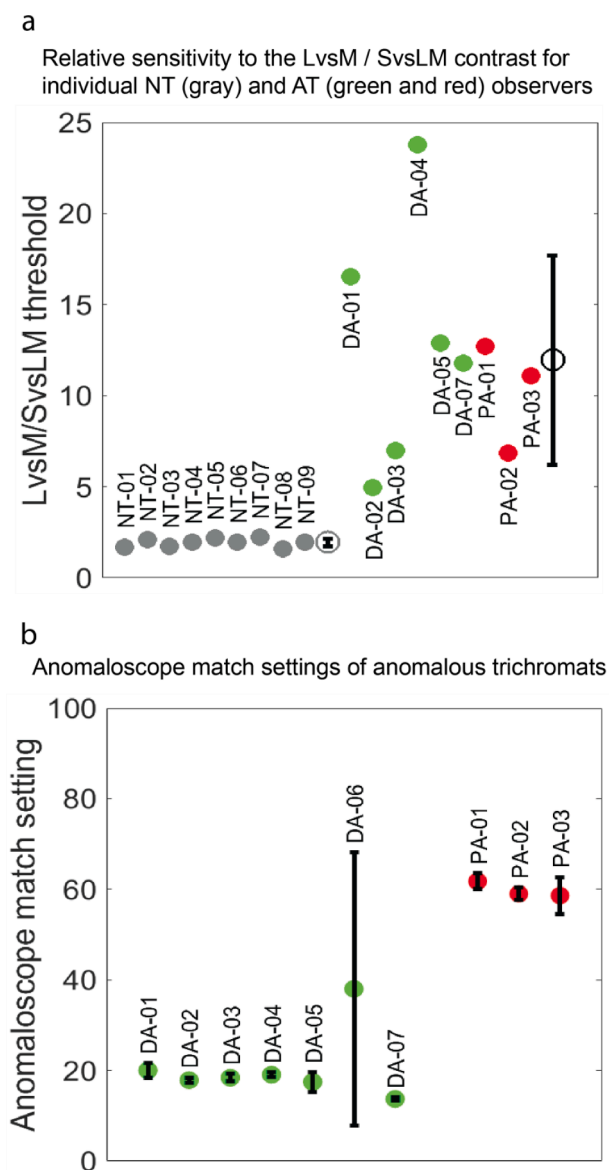 a
Relative sensitivity to the LvsM / SvsLM contrast for
individual NT (gray) and AT (green and red) observers
LvsM/SvsLM threshold
25
20
15
10
5
0
NT-01
NT-02
NT-03
NT-04
NT-05
NT-06
NT-07
NT-08
NT-09
DA-01
DA-02
DA-03
DA-04
DA-05
DA-07
PA-01
PA-02
PA-03
b
Anomaloscope match settings of anomalous trichromats
Anomaloscope match setting
100
80
60
40
20
0
DA-01
DA-02
DA-03
DA-04
DA-05
DA-06
DA-07
PA-01
PA-02
PA-03